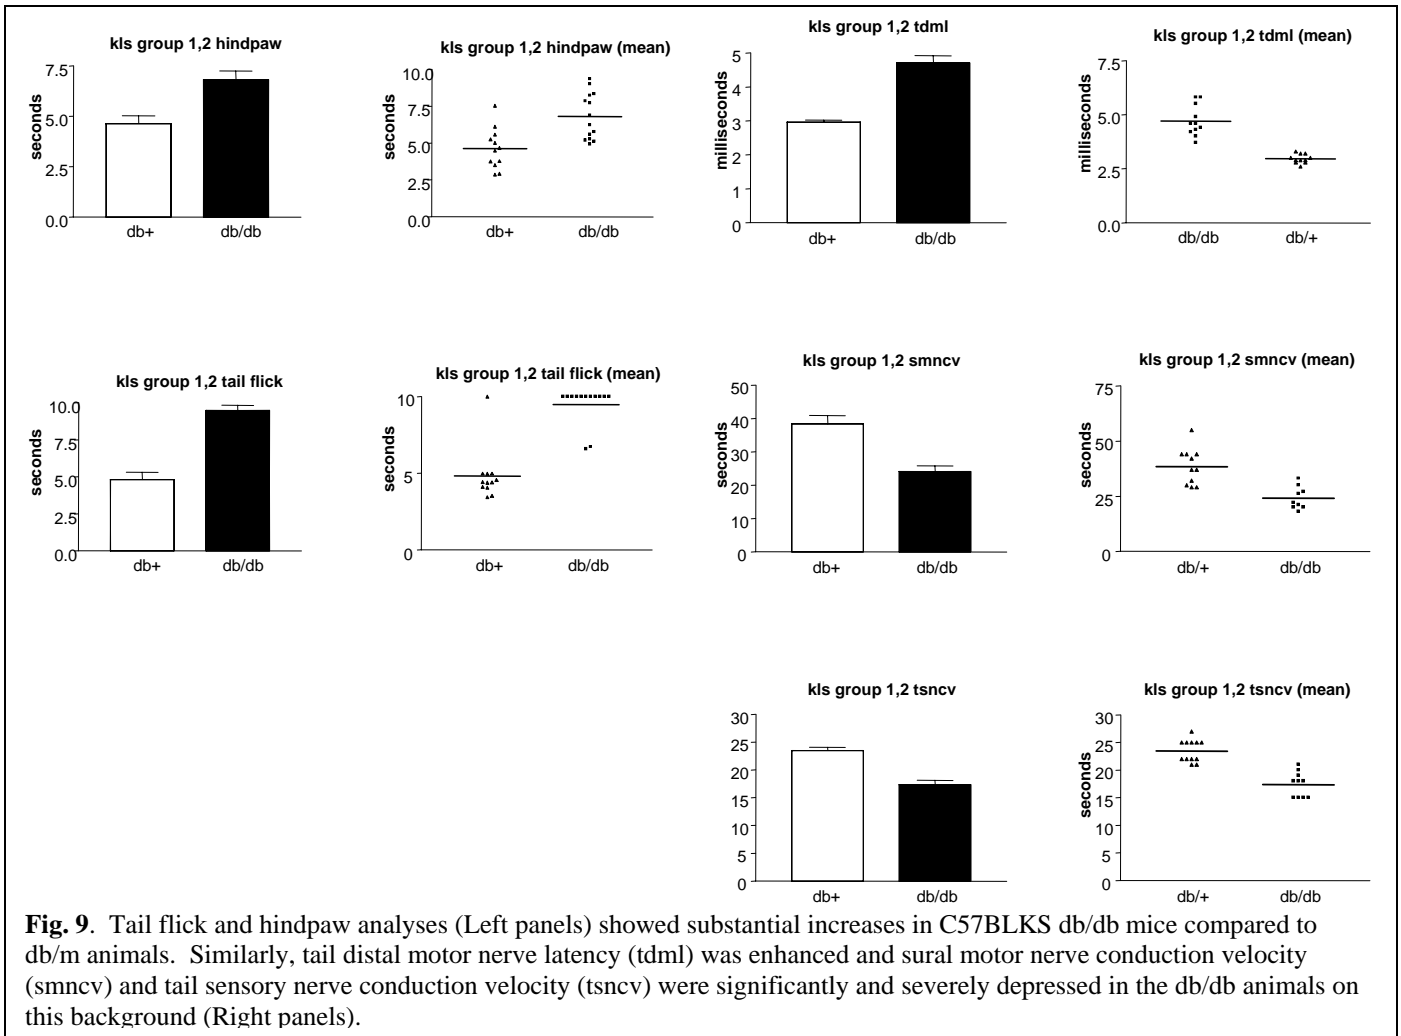 kls group 1,2 hindpaw
seconds
7.5
5.0
2.5
0.0
db+ db/db
kls group 1,2 hindpaw (mean)
seconds
10.0
7.5
5.0
2.5
0.0
db+ db/db
kls group 1,2 tdml
milliseconds
5
4
3
2
1
0
db+ db/db
kls group 1,2 tdml (mean)
milliseconds
7.5
5.0
2.5
0.0
db/db db/+
kls group 1,2 tail flick
seconds
10.0
7.5
5.0
2.5
0.0
db+ db/db
kls group 1,2 tail flick (mean)
seconds
10
5
0
db+ db/db
kls group 1,2 smncv
seconds
50
40
30
20
10
0
db+ db/db
kls group 1,2 smncv (mean)
seconds
75
50
25
0
db/+ db/db
kls group 1,2 tsncv
30
25
20
15
10
5
0
db+ db/db
kls group 1,2 tsncv (mean)
seconds
30
25
20
15
10
5
0
db/+ db/db
Fig. 9. Tail flick and hindpaw analyses (Left panels) showed substantial increases in C57BLKS db/db mice compared to
db/m animals. Similarly, tail distal motor nerve latency (tdml) was enhanced and sural motor nerve conduction velocity
(smncv) and tail sensory nerve conduction velocity (tsncv) were significantly and severely depressed in the db/db animals on
this background (Right panels).